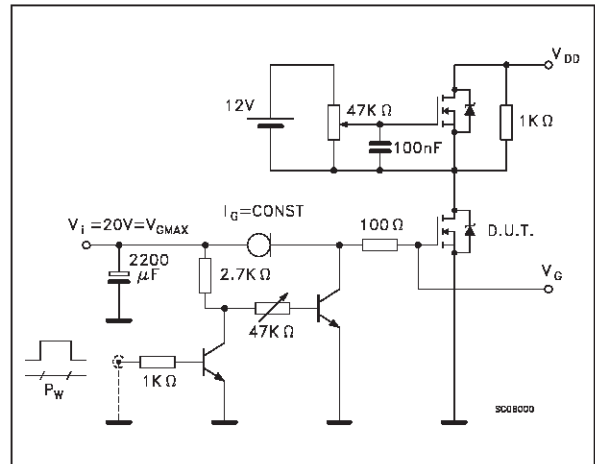 V_DD
12V
47KΩ
1KΩ
100nF
I_G=CONST
V_i =20V=V_GMAX
100Ω
D.U.T.
2200
μF
2.7KΩ
V_G
47KΩ
1KΩ
P_W
SC08000